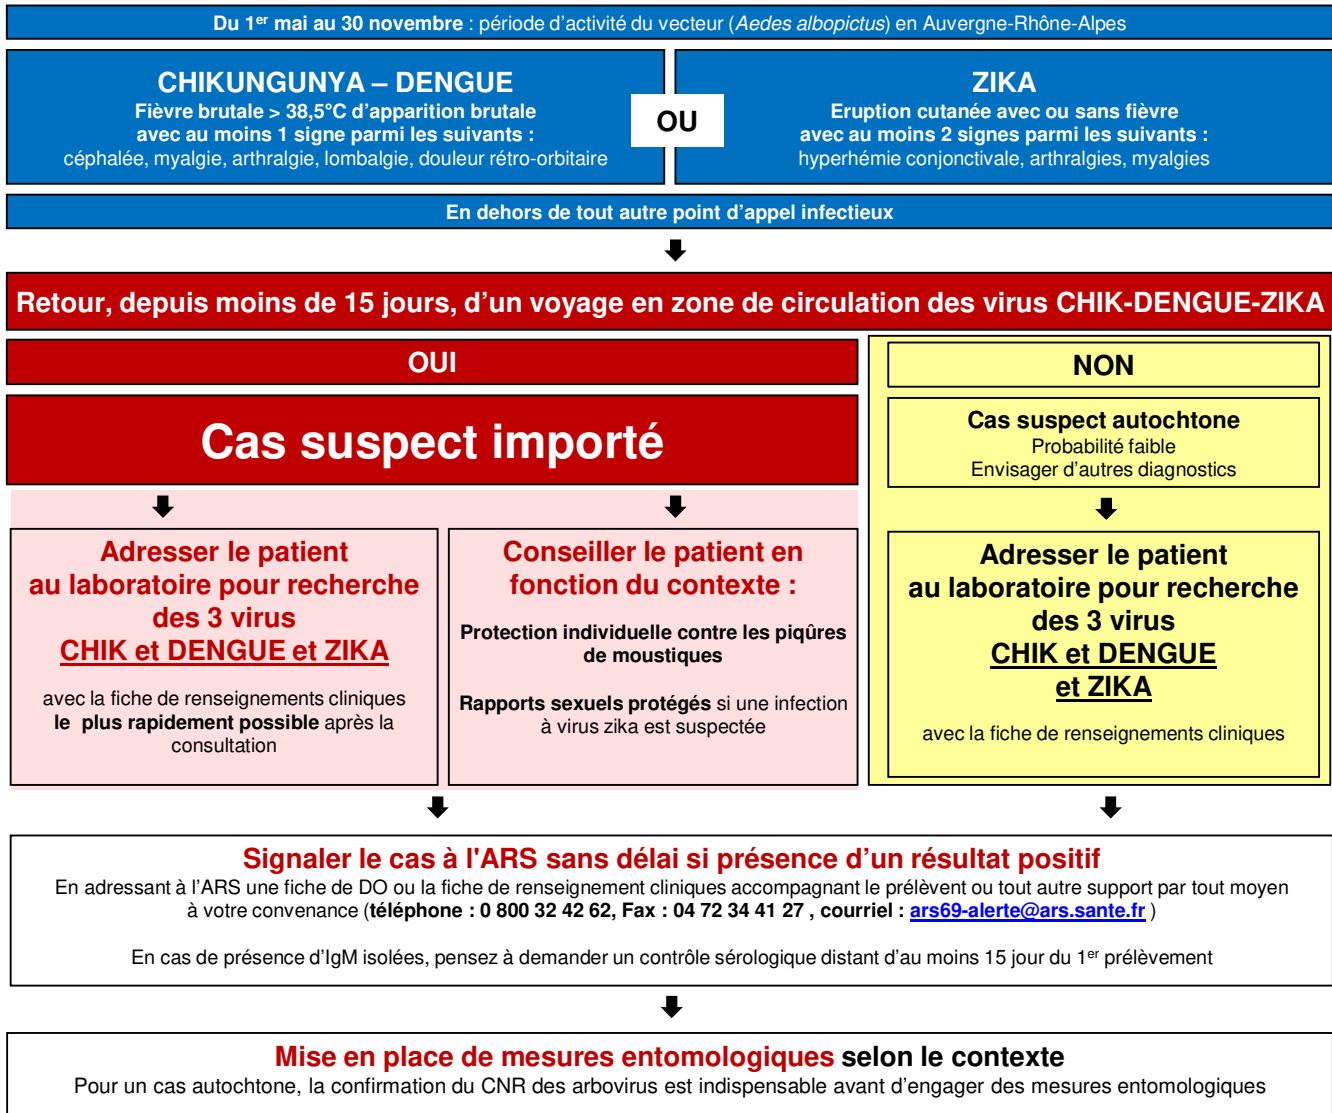 Du 1er mai au 30 novembre : période d'activité du vecteur (Aedes albopictus) en Auvergne-Rhône-Alpes
CHIKUNGUNYA – DENGUE
Fièvre brutale > 38,5°C d'apparition brutale
avec au moins 1 signe parmi les suivants :
céphalée, myalgie, arthralgie, lombalgie, douleur rétro-orbitaire
OU
ZIKA
Eruption cutanée avec ou sans fièvre
avec au moins 2 signes parmi les suivants :
hyperhémie conjonctivale, arthralgies, myalgies
En dehors de tout autre point d'appel infectieux
Retour, depuis moins de 15 jours, d'un voyage en zone de circulation des virus CHIK-DENGUE-ZIKA
OUI
Cas suspect importé
Adresser le patient
au laboratoire pour recherche
des 3 virus
CHIK et DENGUE et ZIKA
avec la fiche de renseignements cliniques
le plus rapidement possible après la
consultation
Conseiller le patient en
fonction du contexte :
Protection individuelle contre les piqûres
de moustiques
Rapports sexuels protégés si une infection
à virus zika est suspectée
NON
Cas suspect autochtone
Probabilité faible
Envisager d'autres diagnostics
Adresser le patient
au laboratoire pour recherche
des 3 virus
CHIK et DENGUE
et ZIKA
avec la fiche de renseignements cliniques
Signaler le cas à l'ARS sans délai si présence d'un résultat positif
En adressant à l'ARS une fiche de DO ou la fiche de renseignement cliniques accompagnant le prélèvent ou tout autre support par tout moyen
à votre convenance (téléphone : 0 800 32 42 62, Fax : 04 72 34 41 27 , courriel : ars69-alerte@ars.sante.fr )
En cas de présence d'IgM isolées, pensez à demander un contrôle sérologique distant d'au moins 15 jour du 1er prélèvement
Mise en place de mesures entomologiques selon le contexte
Pour un cas autochtone, la confirmation du CNR des arbovirus est indispensable avant d'engager des mesures entomologiques